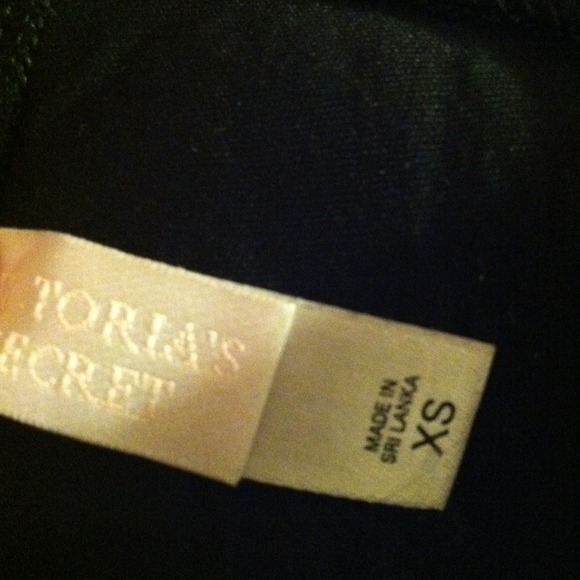 TORIA'S
ECRET
MADE IN
SRI LANKA
XS